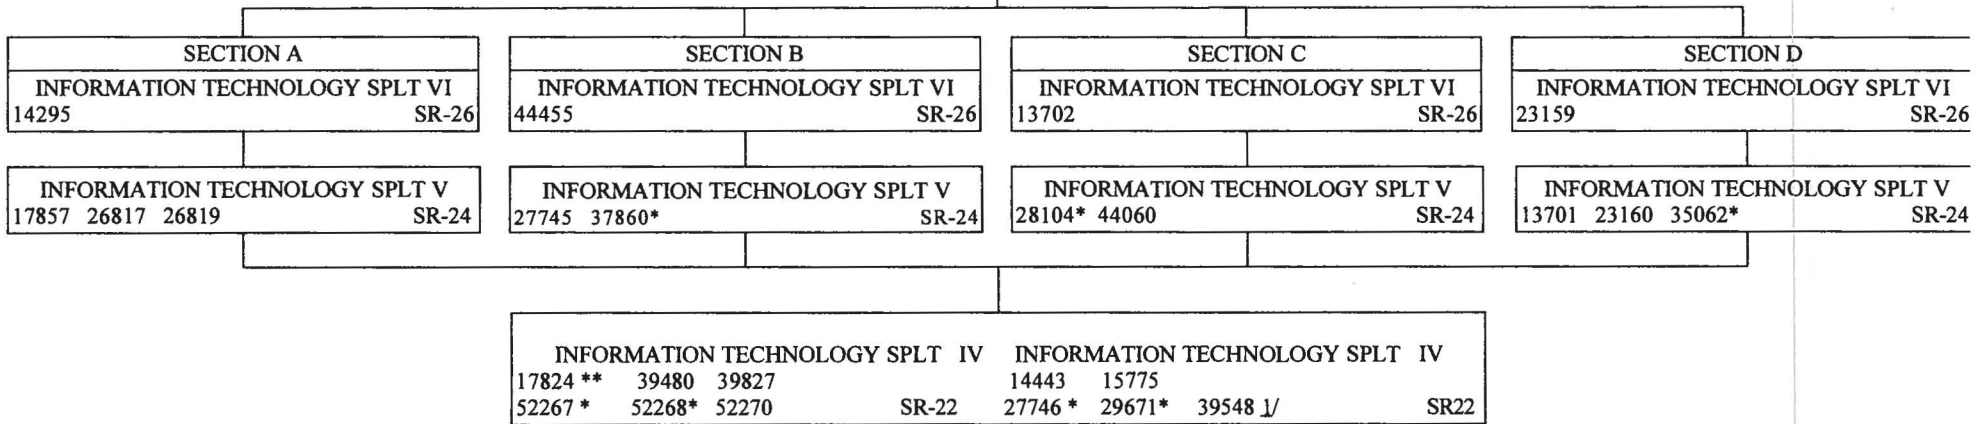 SECTION A
INFORMATION TECHNOLOGY SPLT VI
14295 SR-26
INFORMATION TECHNOLOGY SPLT V
17857 26817 26819 SR-24
SECTION B
INFORMATION TECHNOLOGY SPLT VI
44455 SR-26
INFORMATION TECHNOLOGY SPLT V
27745 37860* SR-24
SECTION C
INFORMATION TECHNOLOGY SPLT VI
13702 SR-26
INFORMATION TECHNOLOGY SPLT V
28104* 44060 SR-24
SECTION D
INFORMATION TECHNOLOGY SPLT VI
23159 SR-26
INFORMATION TECHNOLOGY SPLT V
13701 23160 35062* SR-24
INFORMATION TECHNOLOGY SPLT IV
17824 ** 39480 39827
52267 * 52268* 52270 SR-22
INFORMATION TECHNOLOGY SPLT IV
14443 15775
27746 * 29671* 39548 1/ SR22